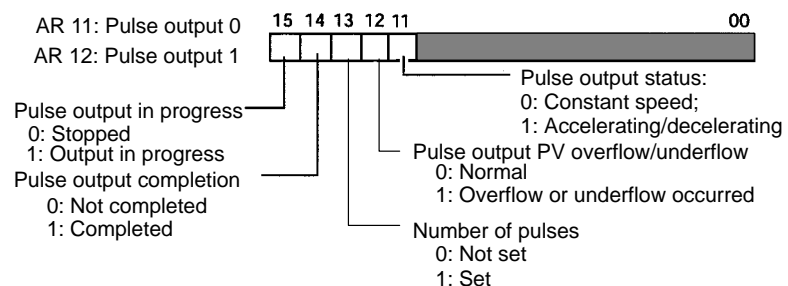 AR 11: Pulse output 0
AR 12: Pulse output 1
15 14 13 12 11 00
Pulse output status:
0: Constant speed;
1: Accelerating/decelerating
Pulse output in progress
0: Stopped
1: Output in progress
Pulse output PV overflow/underflow
0: Normal
1: Overflow or underflow occurred
Pulse output completion
0: Not completed
1: Completed
Number of pulses
0: Not set
1: Set